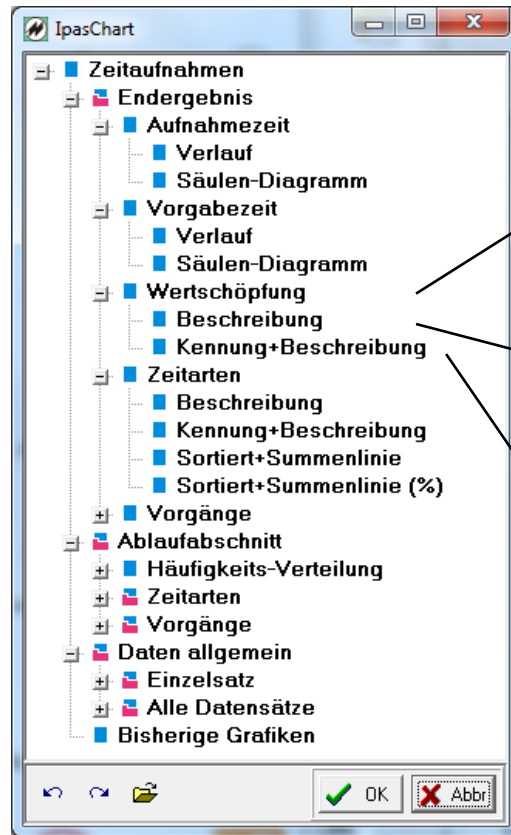 IpasChart
Zeitaufnahmen
Endergebnis
Aufnahmezeit
Verlauf
Säulen-Diagramm
Vorgabezeit
Verlauf
Säulen-Diagramm
Wertschöpfung
Beschreibung
Kennung+Beschreibung
Zeitarten
Beschreibung
Kennung+Beschreibung
Sortiert+Summenlinie
Sortiert+Summenlinie (%)
Vorgänge
Ablaufabschnitt
Häufigkeits-Verteilung
Zeitarten
Vorgänge
Daten allgemein
Einzelsatz
Alle Datensätze
Bisherige Grafiken
OK Abbr